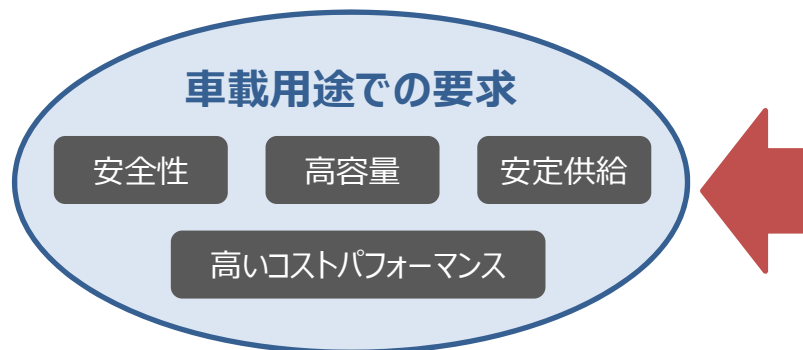 車載用途での要求
安全性
高容量
安定供給
高いコストパフォーマンス